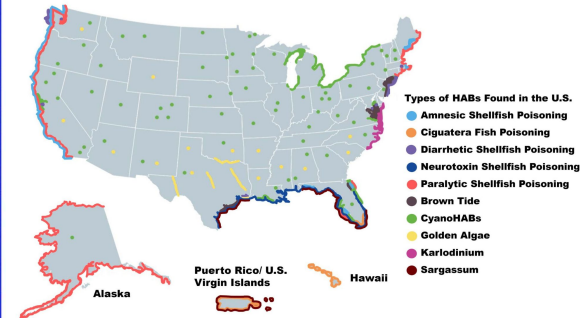 Types of HABs Found in the U.S.
Amnesic Shellfish Poisoning
Ciguatera Fish Poisoning
Diarrhetic Shellfish Poisoning
Neurotoxin Shellfish Poisoning
Paralytic Shellfish Poisoning
Brown Tide
CyanoHABs
Golden Algae
Karlodinium
Sargassum
Puerto Rico/ U.S.
Virgin Islands
Hawaii
Alaska